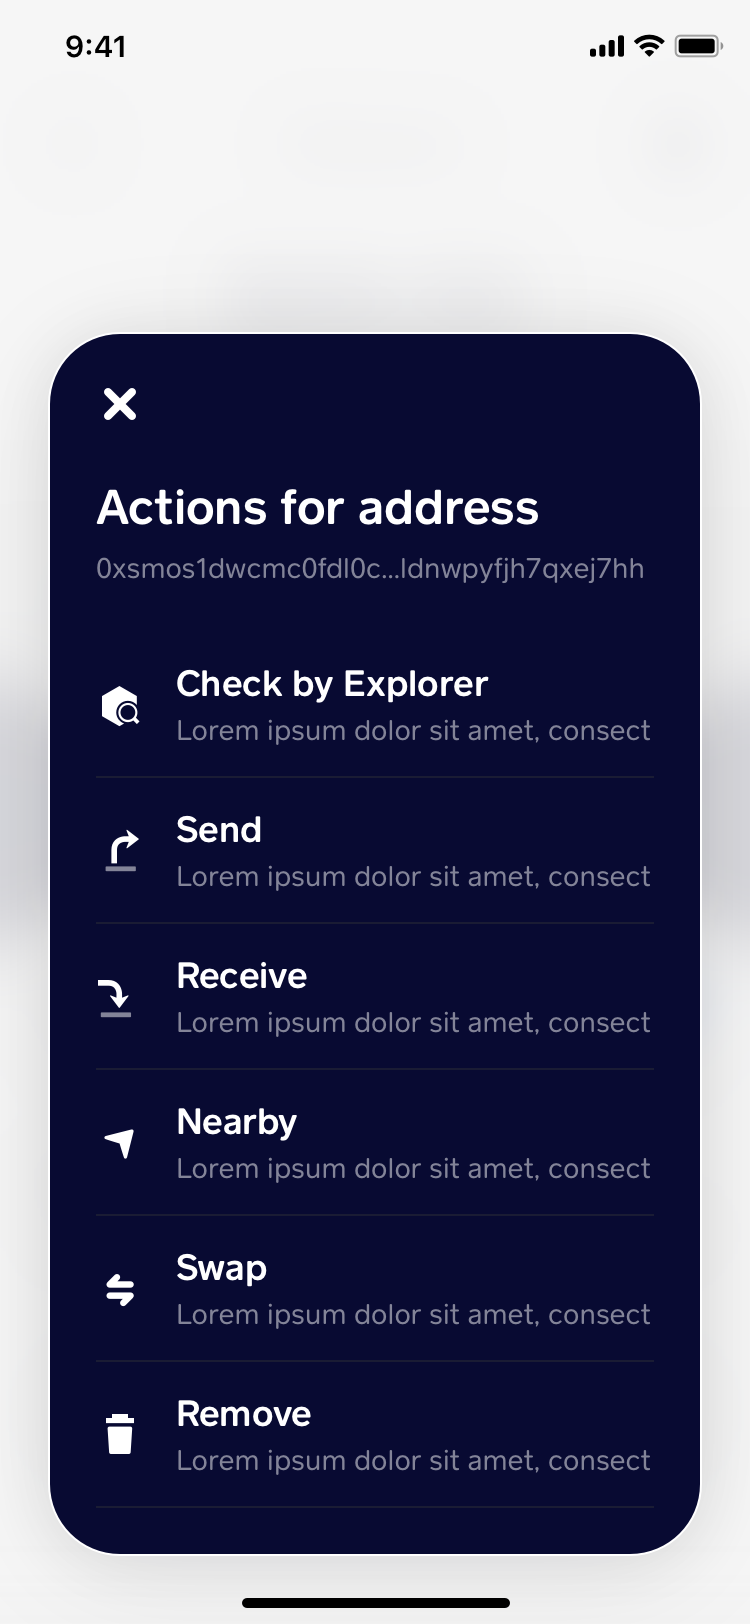 9:41
Actions for address
0xsmos1dwcmc0fdl0c...ldnwpyfjh7qxej7hh
Check by Explorer
Lorem ipsum dolor sit amet, consect
Send
Lorem ipsum dolor sit amet, consect
Receive
Lorem ipsum dolor sit amet, consect
Nearby
Lorem ipsum dolor sit amet, consect
Swap
Lorem ipsum dolor sit amet, consect
Remove
Lorem ipsum dolor sit amet, consect